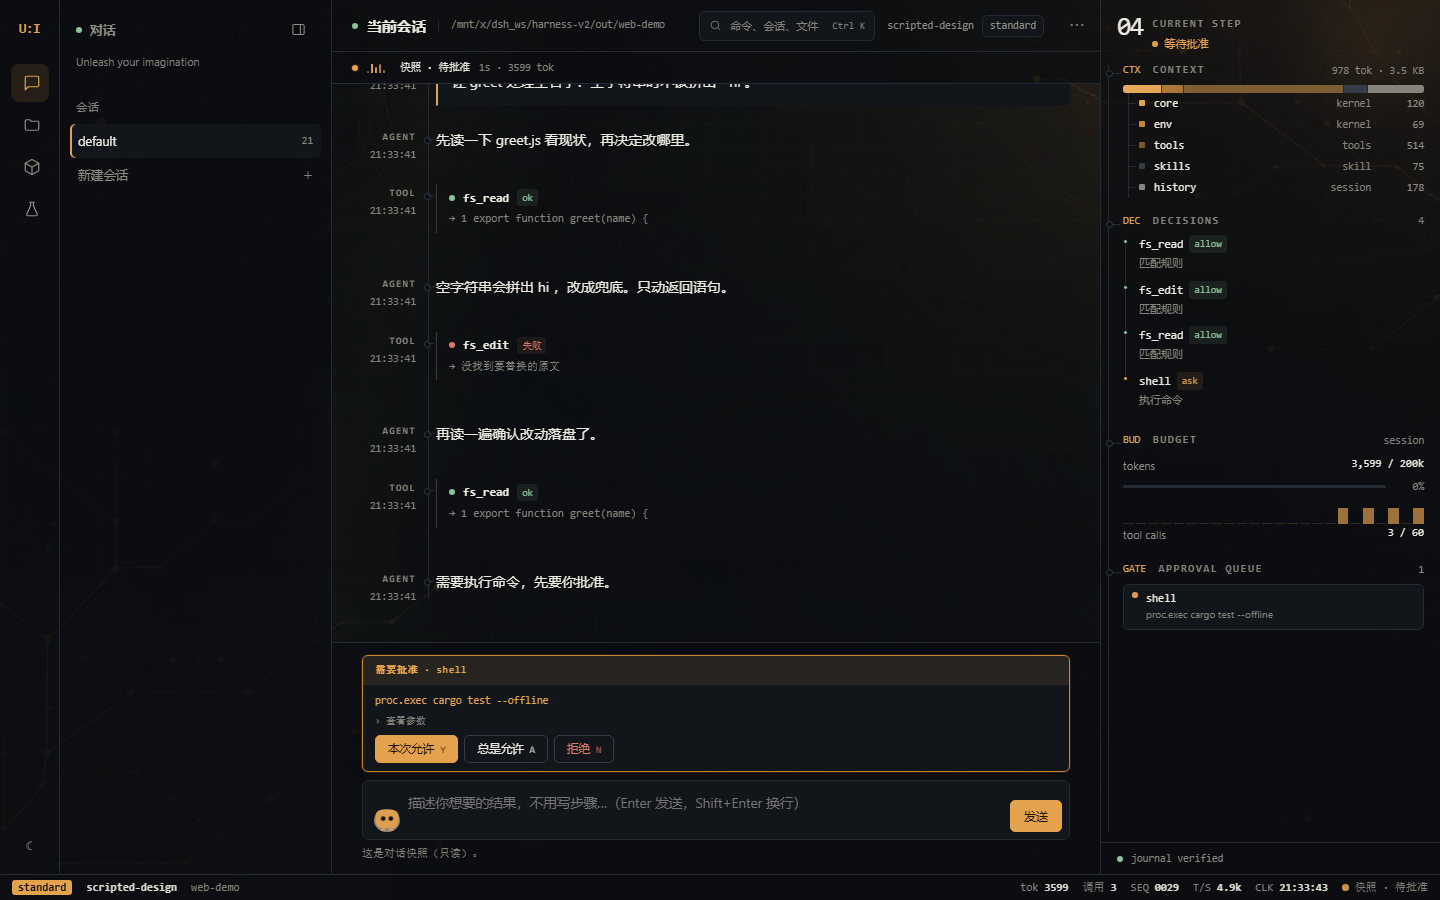 U:I
对话
Unleash your imagination
会话
default 21
新建会话 +
当前会话 /mnt/x/dsh_ws/harness-v2/out/web-demo
命令、会话、文件 Ctrl K
scripted-design standard
快照 · 待批准 1s · 3599 tok
21:33:41
AGENT 先读一下 greet.js 看现状，再决定改哪里。
21:33:41
TOOL fs_read ok
21:33:41 → 1 export function greet(name) {
AGENT 空字符串会拼出 hi ，改成兜底。只动返回语句。
21:33:41
TOOL fs_edit 失败
21:33:41 → 没找到要替换的原文
AGENT 再读一遍确认改动落盘了。
21:33:41
TOOL fs_read ok
21:33:41 → 1 export function greet(name) {
AGENT 需要执行命令，先要你批准。
21:33:41
需要批准 · shell
proc.exec cargo test --offline
› 查看参数
本次允许 Y 总是允许 A 拒绝 N
描述你想要的结果，不用写步骤… （Enter 发送，Shift+Enter 换行）
发送
这是对话快照（只读）。
04 CURRENT STEP
等待批准
CTX CONTEXT 978 tok · 3.5 KB
core kernel 120
env kernel 69
tools tools 514
skills skill 75
history session 178
DEC DECISIONS 4
fs_read allow
匹配规则
fs_edit allow
匹配规则
fs_read allow
匹配规则
shell ask
执行命令
BUD BUDGET session
tokens 3,599 / 200k
0%
tool calls 3 / 60
GATE APPROVAL QUEUE 1
shell
proc.exec cargo test --offline
journal verified
standard scripted-design web-demo
tok 3599 调用 3 SEQ 0029 T/S 4.9k CLK 21:33:43 快照 · 待批准